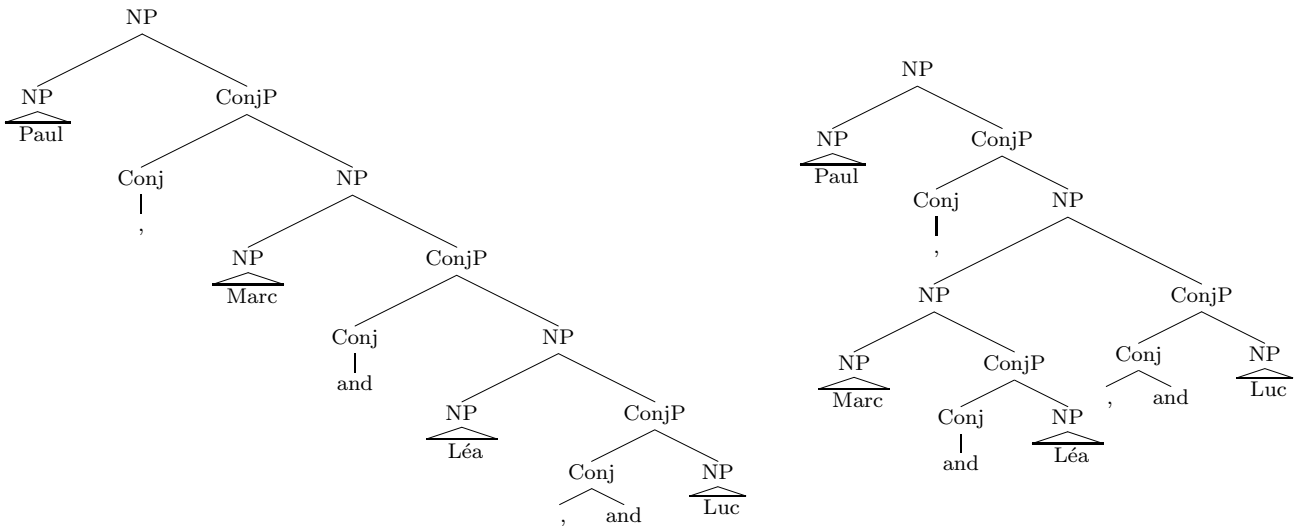 NP
NP ConjP
Paul
Conj NP
,
NP ConjP
Marc
Conj NP
and
NP ConjP
Léa
Conj NP
, and Luc
NP
NP ConjP
Paul
Conj NP
,
NP ConjP
NP ConjP Conj NP
Marc , and Luc
Conj NP
and Léa